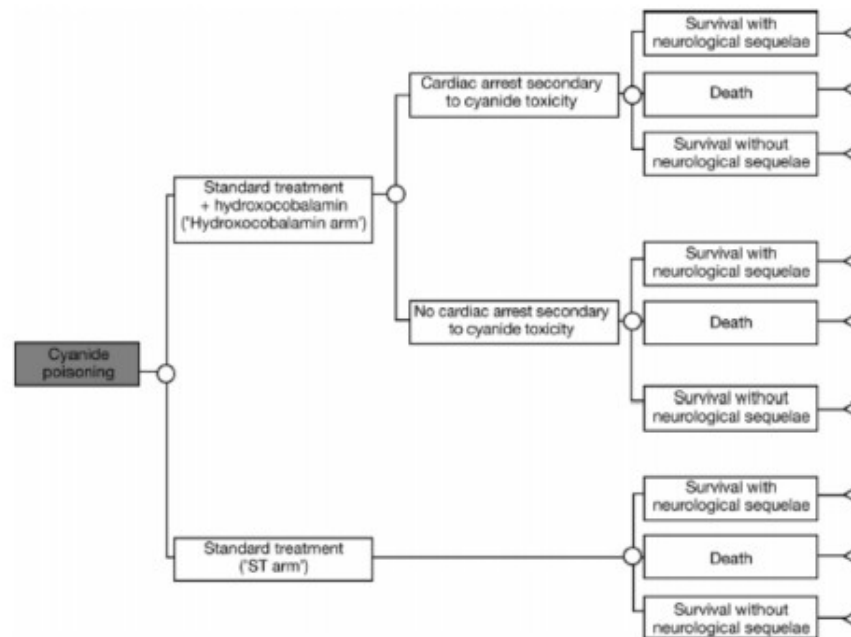 Survival with
neurological sequelae
Cardiac arrest secondary
to cyanide toxicity
Death
Survival without
neurological sequelae
Standard treatment
+ hydroxocobalamin
('Hydroxocobalamin arm')
Survival with
neurological sequelae
No cardiac arrest secondary
to cyanide toxicity
Death
Cyanide
poisoning
Survival without
neurological sequelae
Survival with
neurological sequelae
Standard treatment
('ST arm')
Death
Survival without
neurological sequelae